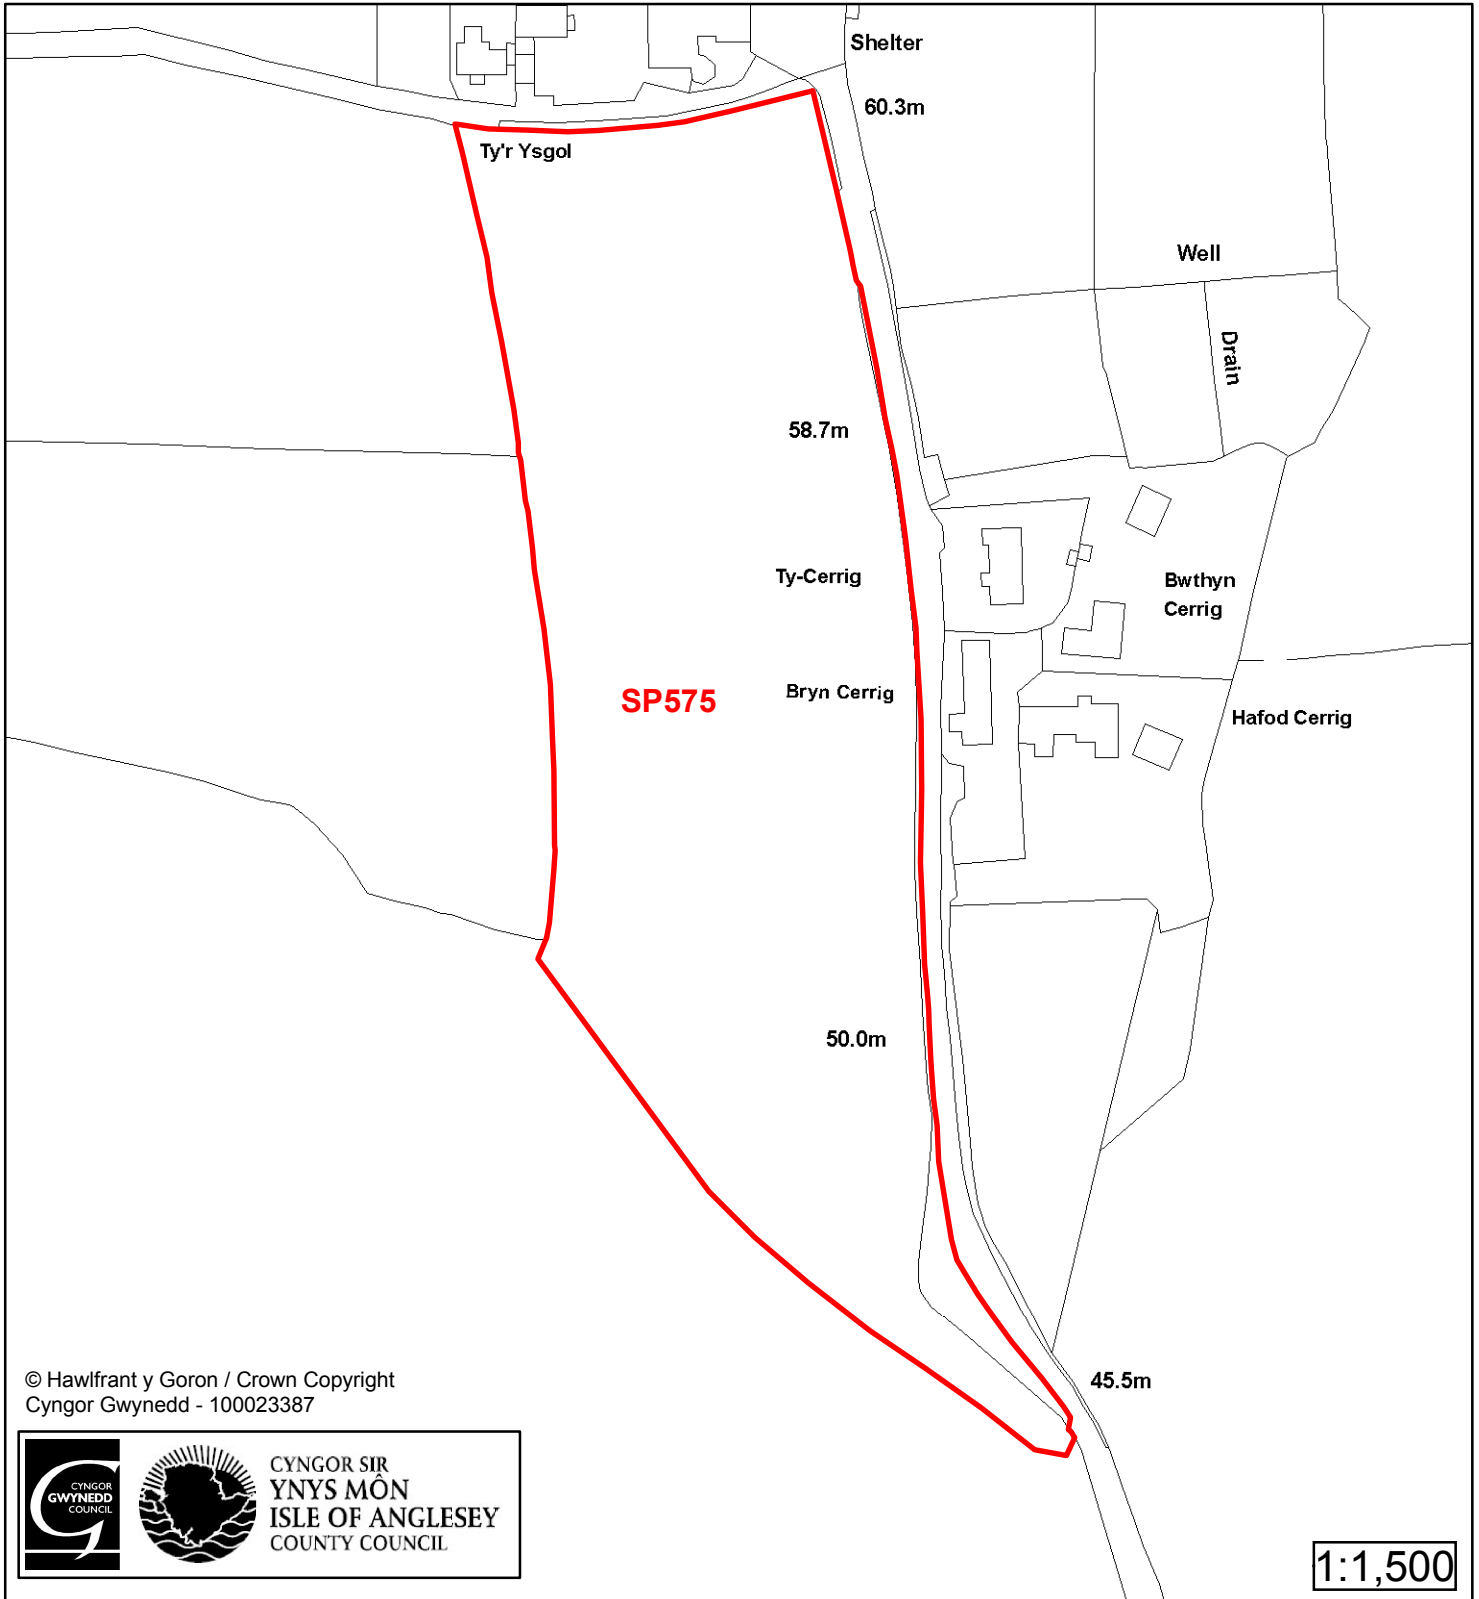 Shelter
60.3m
Ty'r Ysgol
Well
Drain
58.7m
Ty-Cerrig
Bwthyn
Cerrig
SP575
Bryn Cerrig
Hafod Cerrig
50.0m
45.5m
© Hawlfrant y Goron / Crown Copyright
Cyngor Gwynedd - 100023387
CYNGOR
GWYNEDD
COUNCIL
CYNGOR SIR
YNYS MÔN
ISLE OF ANGLESEY
COUNTY COUNCIL
1:1,500